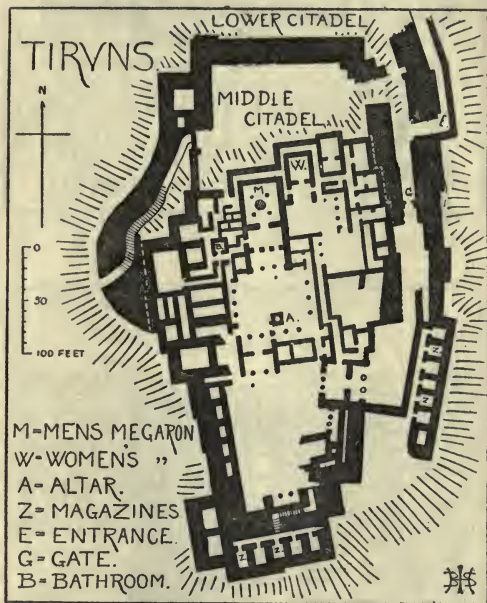 LOWER CITADEL
TIRYNS
MIDDLE
CITADEL
N
W.
M.
E
G
B
0
A.
50
100 FEET
Z
Z
M=MENS MEGARON
W=WOMENS „
A=ALTAR.
Z=MAGAZINES
E=ENTRANCE.
G=GATE.
B=BATHROOM.
Z
Z